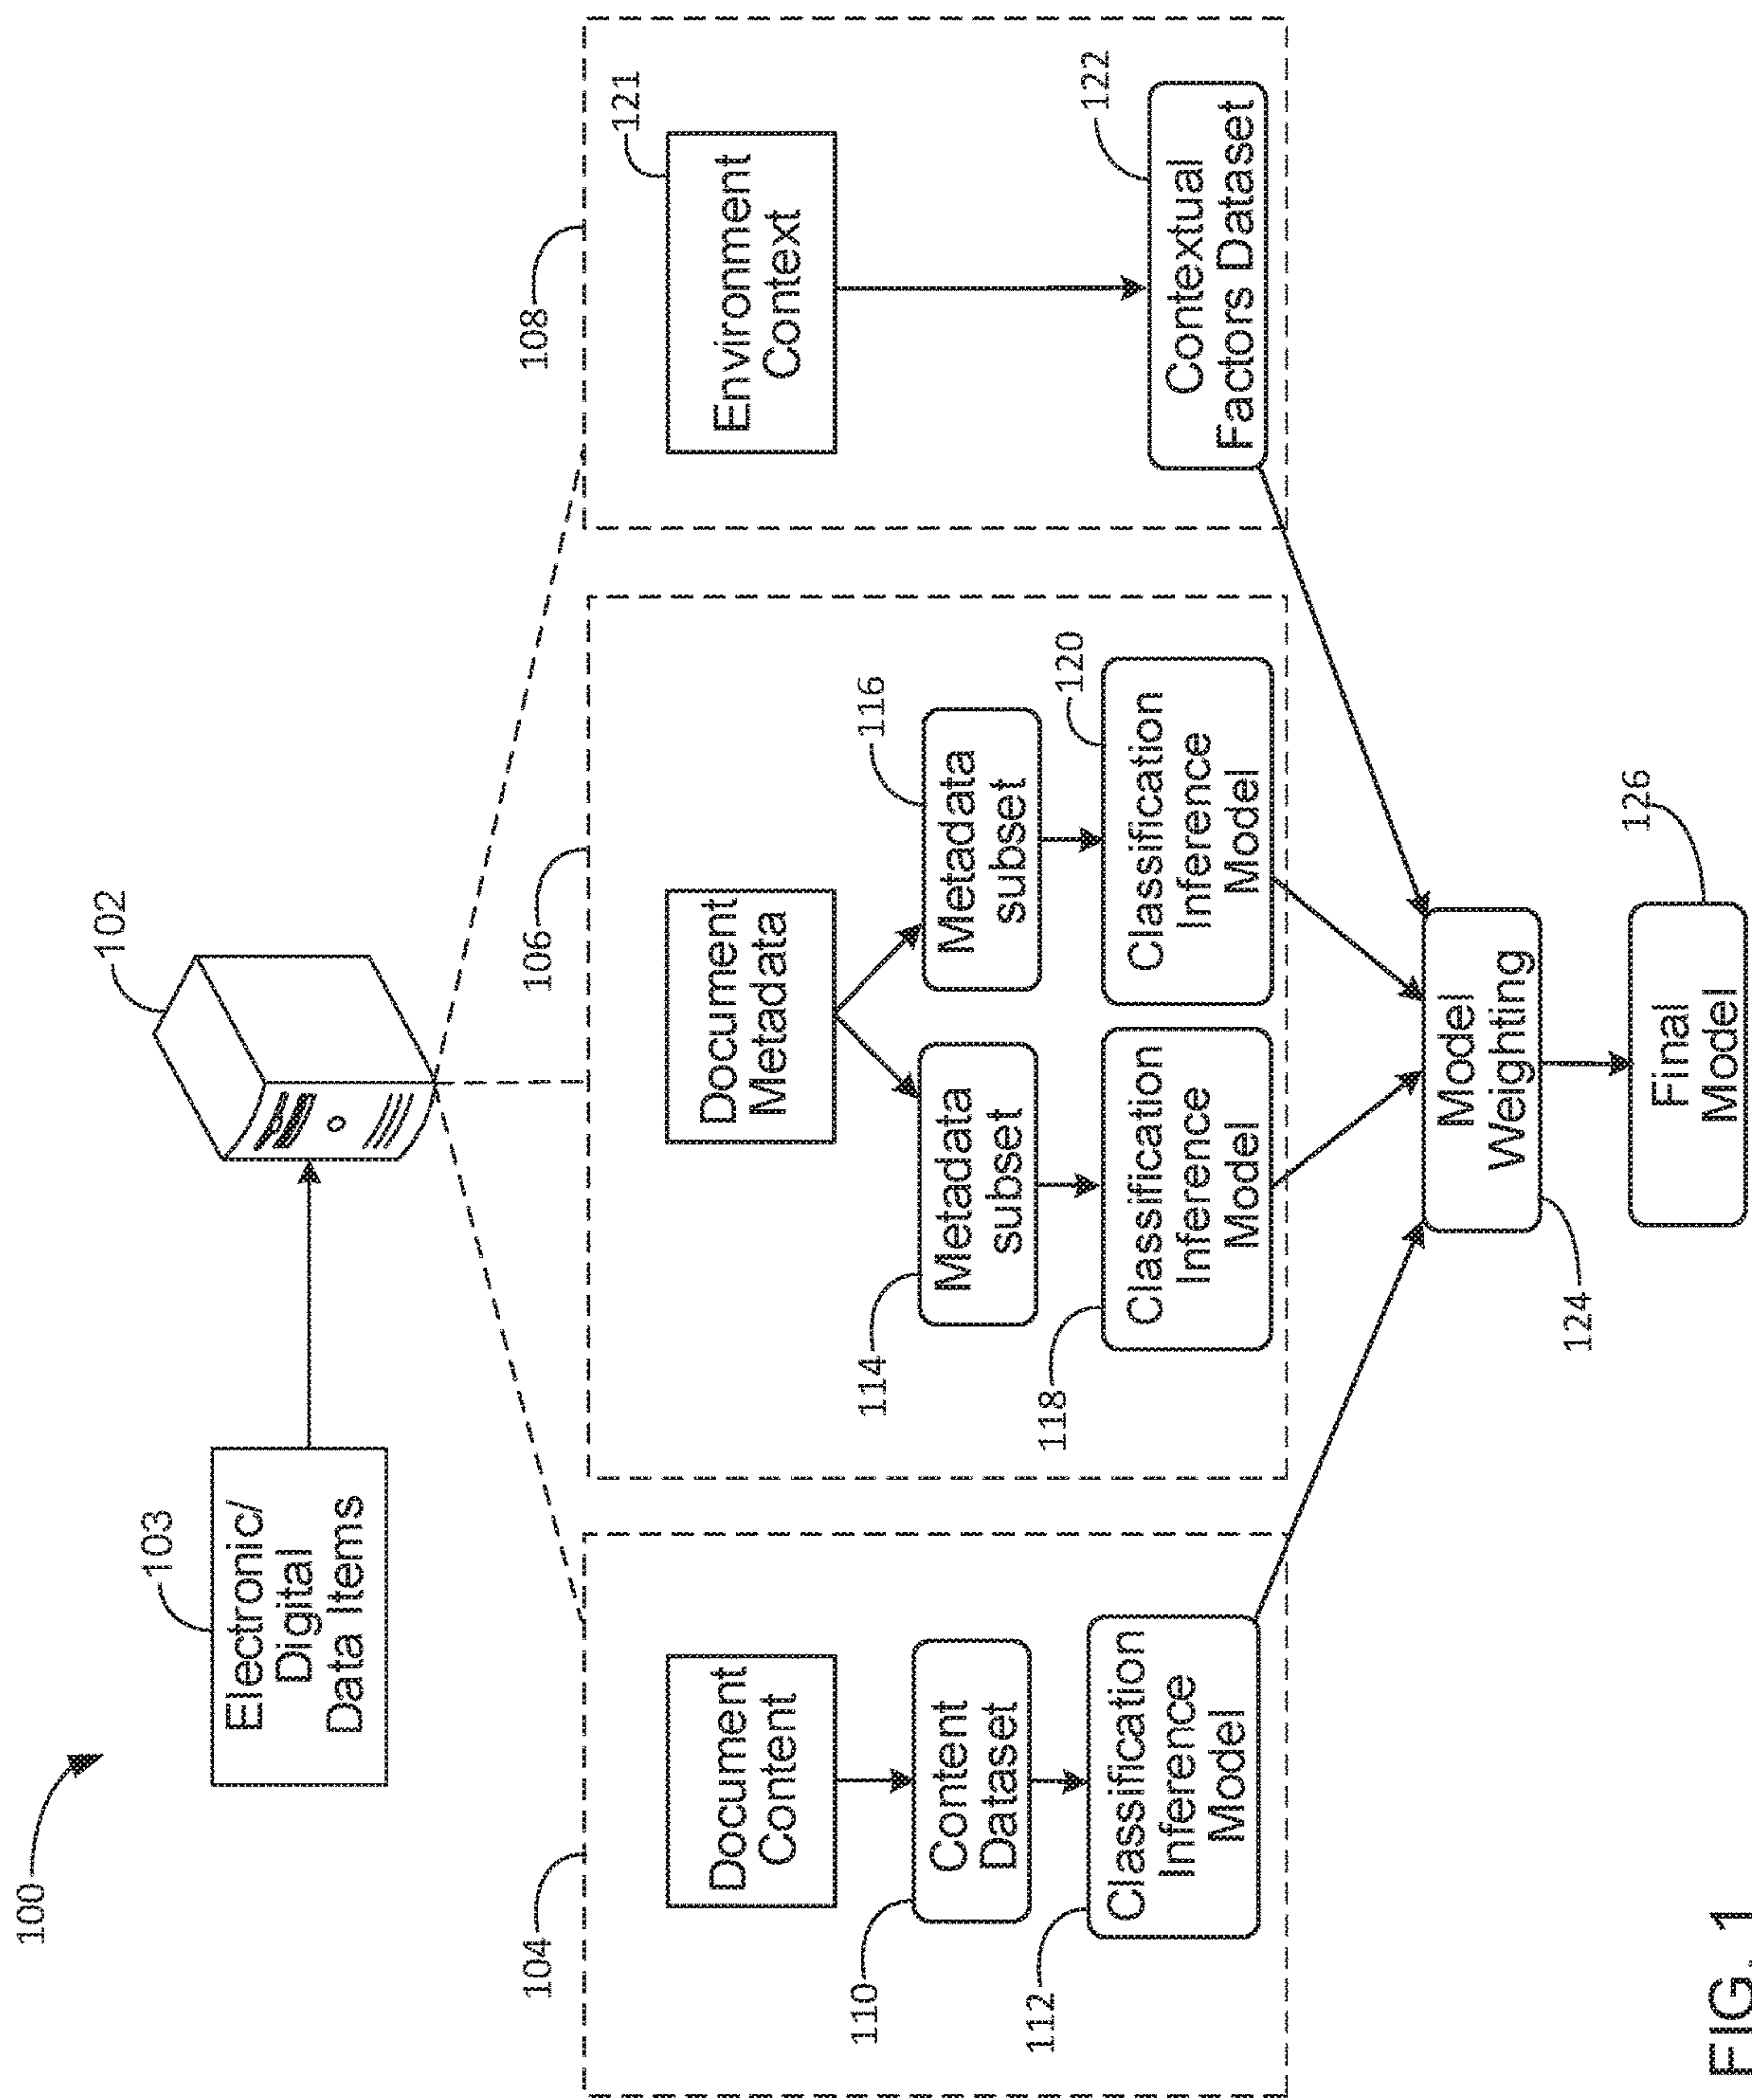 100
103
Electronic/
Digital
Data Items
102
104
Document
Content
110
Content
Dataset
112
Classification
Inference
Model
106
Document
Metadata
114
Metadata
subset
116
Metadata
subset
118
Classification
Inference
Model
120
Classification
Inference
Model
108
121
Environment
Context
122
Contextual
Factors Dataset
124
Model
Weighting
126
Final
Model
FIG. 1